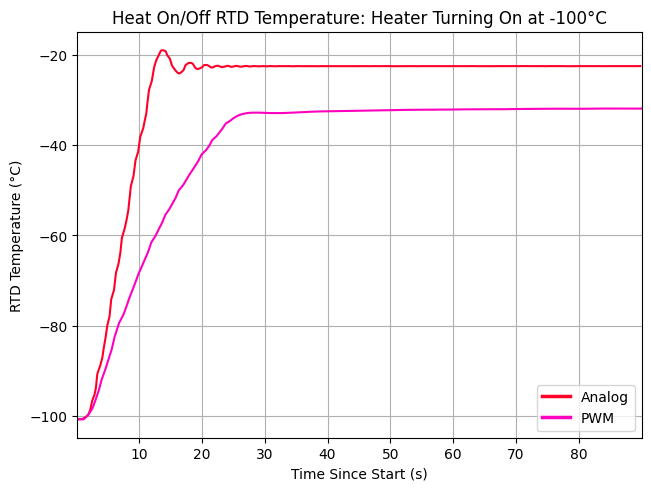 Heat On/Off RTD Temperature: Heater Turning On at -100°C
RTD Temperature (°C)
−20
−40
−60
−80
−100
10 20 30 40 50 60 70 80
Time Since Start (s)
Analog
PWM